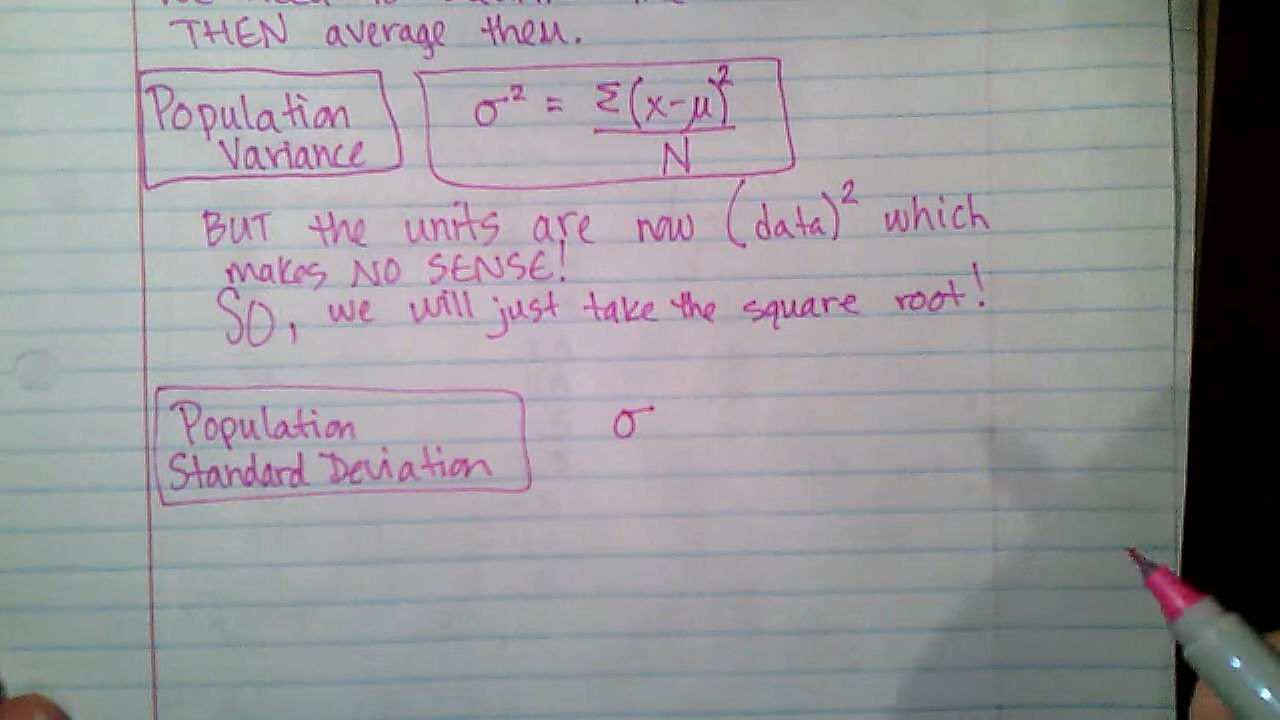 THEN average them.
Population
Variance
σ² = Σ(x-μ)²
N
BUT the units are now (data)² which
makes NO SENSE!
SO, we will just take the square root!
Population
Standard Deviation
σ